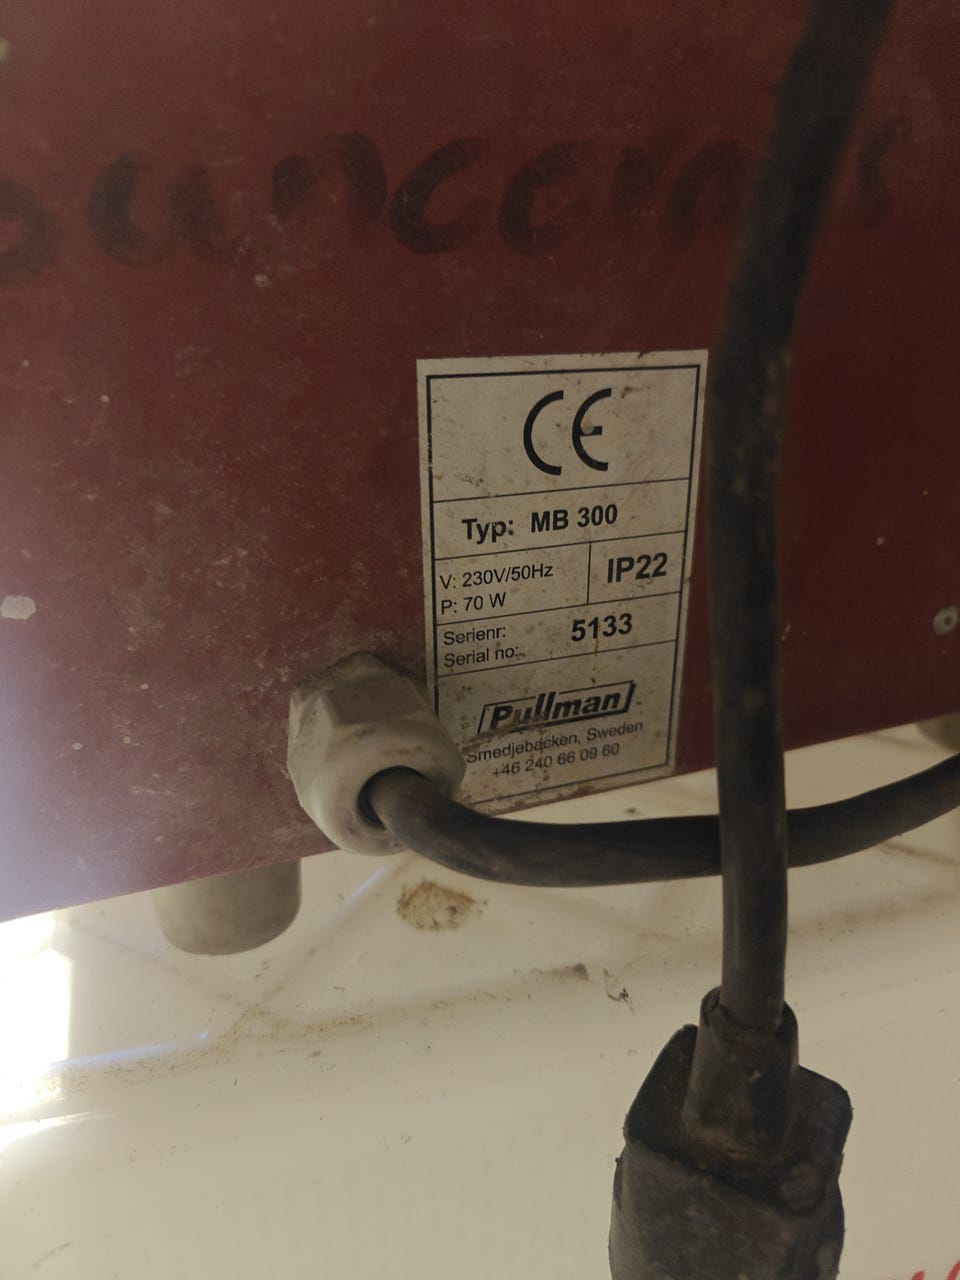 CE
Typ: MB 300
V: 230V/50Hz
P: 70 W
IP22
Serienr:
Serial no:
5133
Pullman
Smedjebacken, Sweden
+46 240 66 09 60